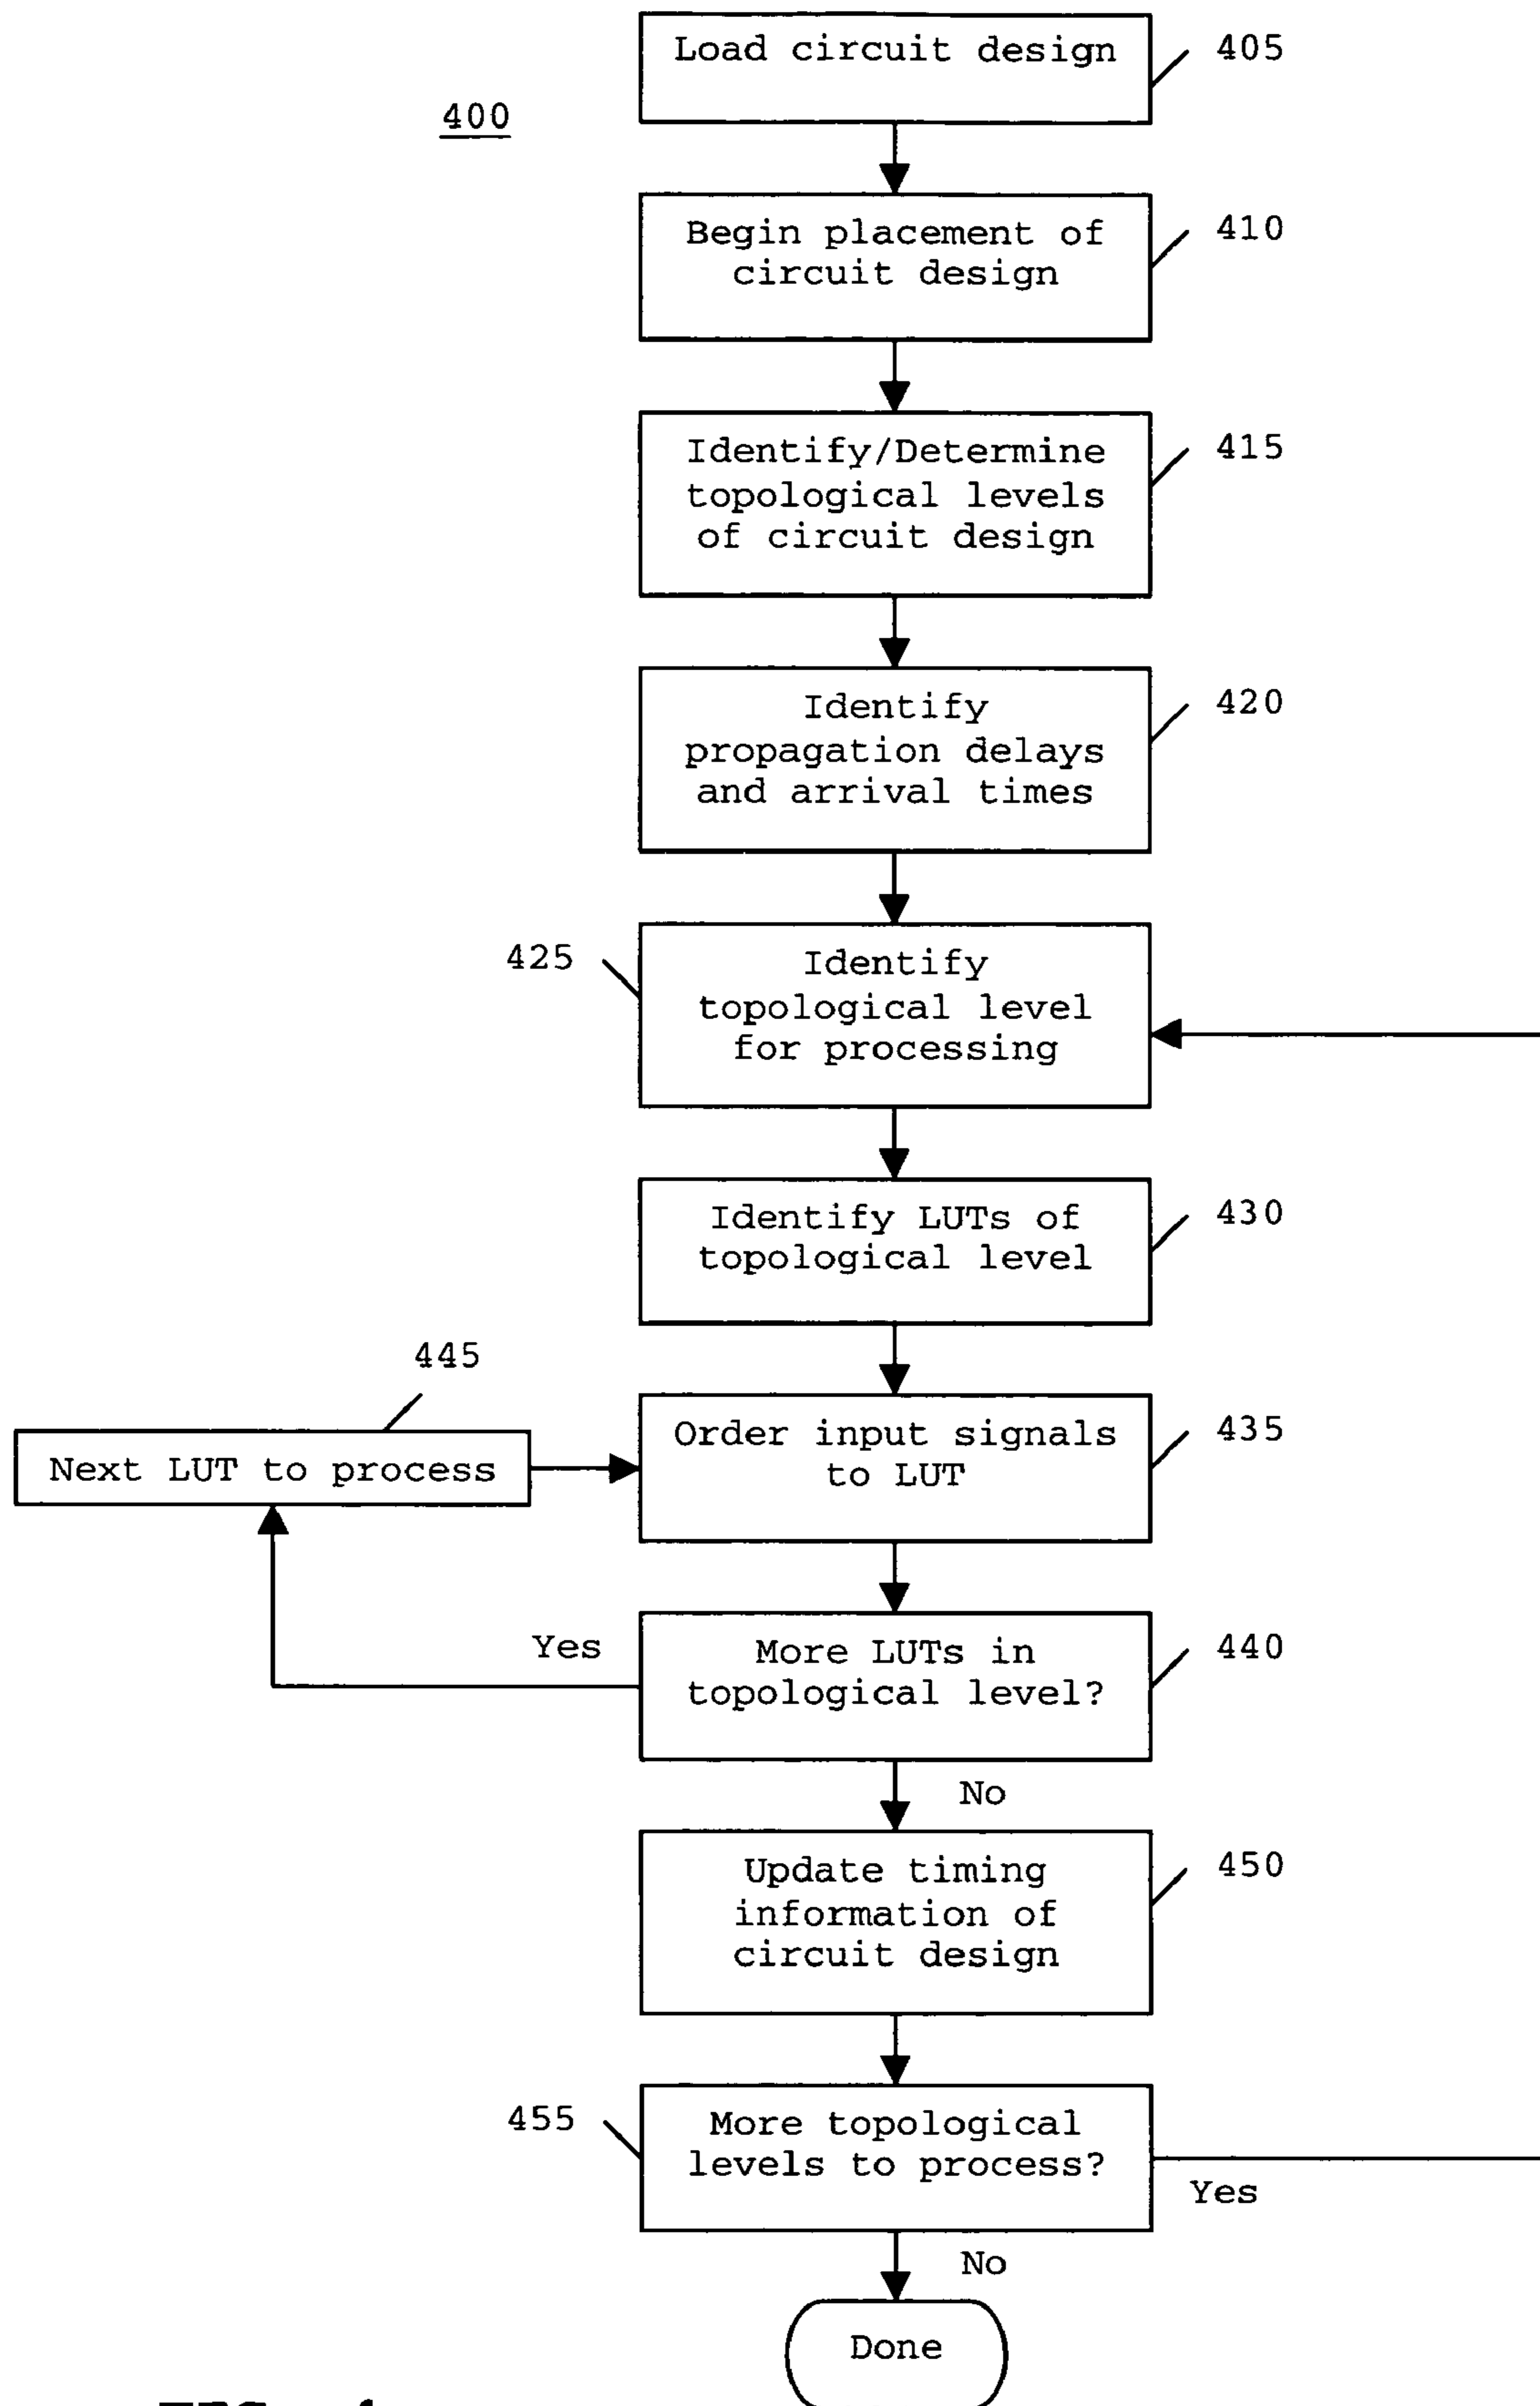 Load circuit design
405
400
Begin placement of
circuit design
410
Identify/Determine
topological levels
of circuit design
415
Identify
propagation delays
and arrival times
420
425
Identify
topological level
for processing
Identify LUTs of
topological level
430
445
Next LUT to process
Order input signals
to LUT
435
Yes
More LUTs in
topological level?
440
No
Update timing
information of
circuit design
450
455
More topological
levels to process?
Yes
No
Done